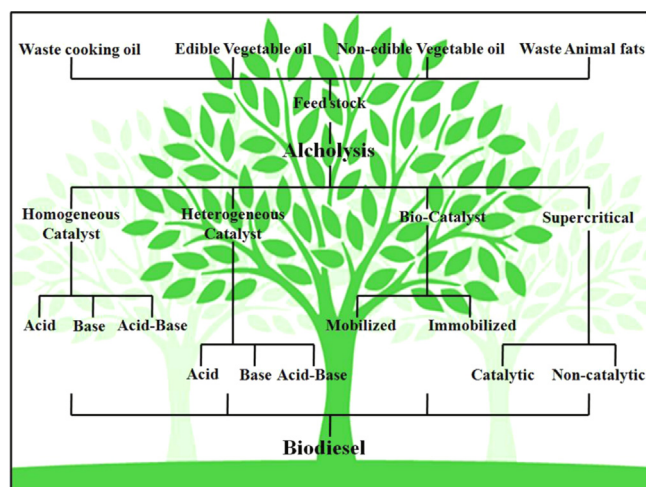 Waste cooking oil Edible Vegetable oil Non-edible Vegetable oil Waste Animal fats
Feed stock
Alcholysis
Homogeneous Catalyst
Heterogeneous Catalyst
Bio-Catalyst
Supercritical
Acid Base Acid-Base
Mobilized Immobilized
Acid Base Acid-Base
Catalytic Non-catalytic
Biodiesel